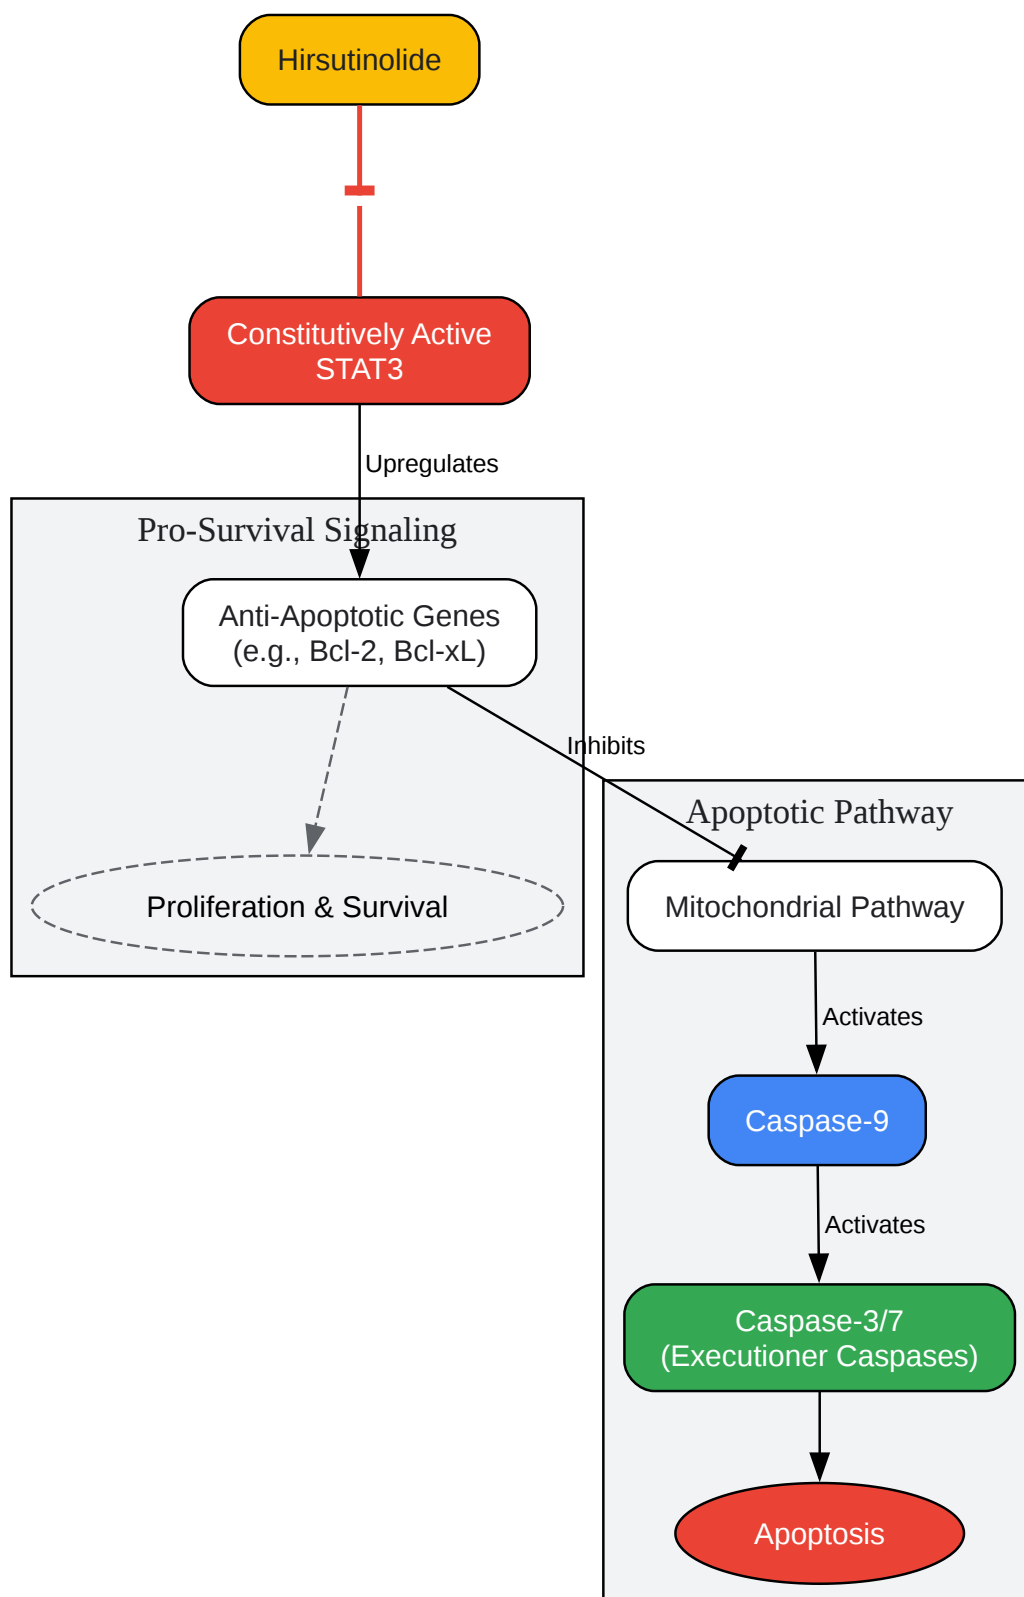 Hirsutinolide
Constitutively Active
STAT3
Upregulates
Pro-Survival Signaling
Anti-Apoptotic Genes
(e.g., Bcl-2, Bcl-xL)
Inhibits
Proliferation & Survival
Apoptotic Pathway
Mitochondrial Pathway
Activates
Caspase-9
Activates
Caspase-3/7
(Executioner Caspases)
Apoptosis